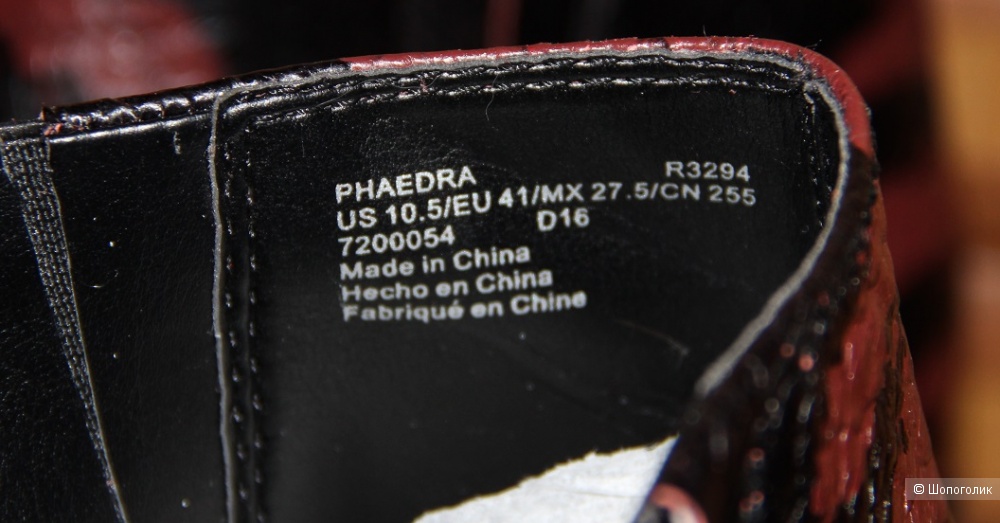 PHAEDRA R3294
US 10.5/EU 41/MX 27.5/CN 255
7200054 D16
Made in China
Hecho en China
Fabriqué en Chine
© Шопоголик